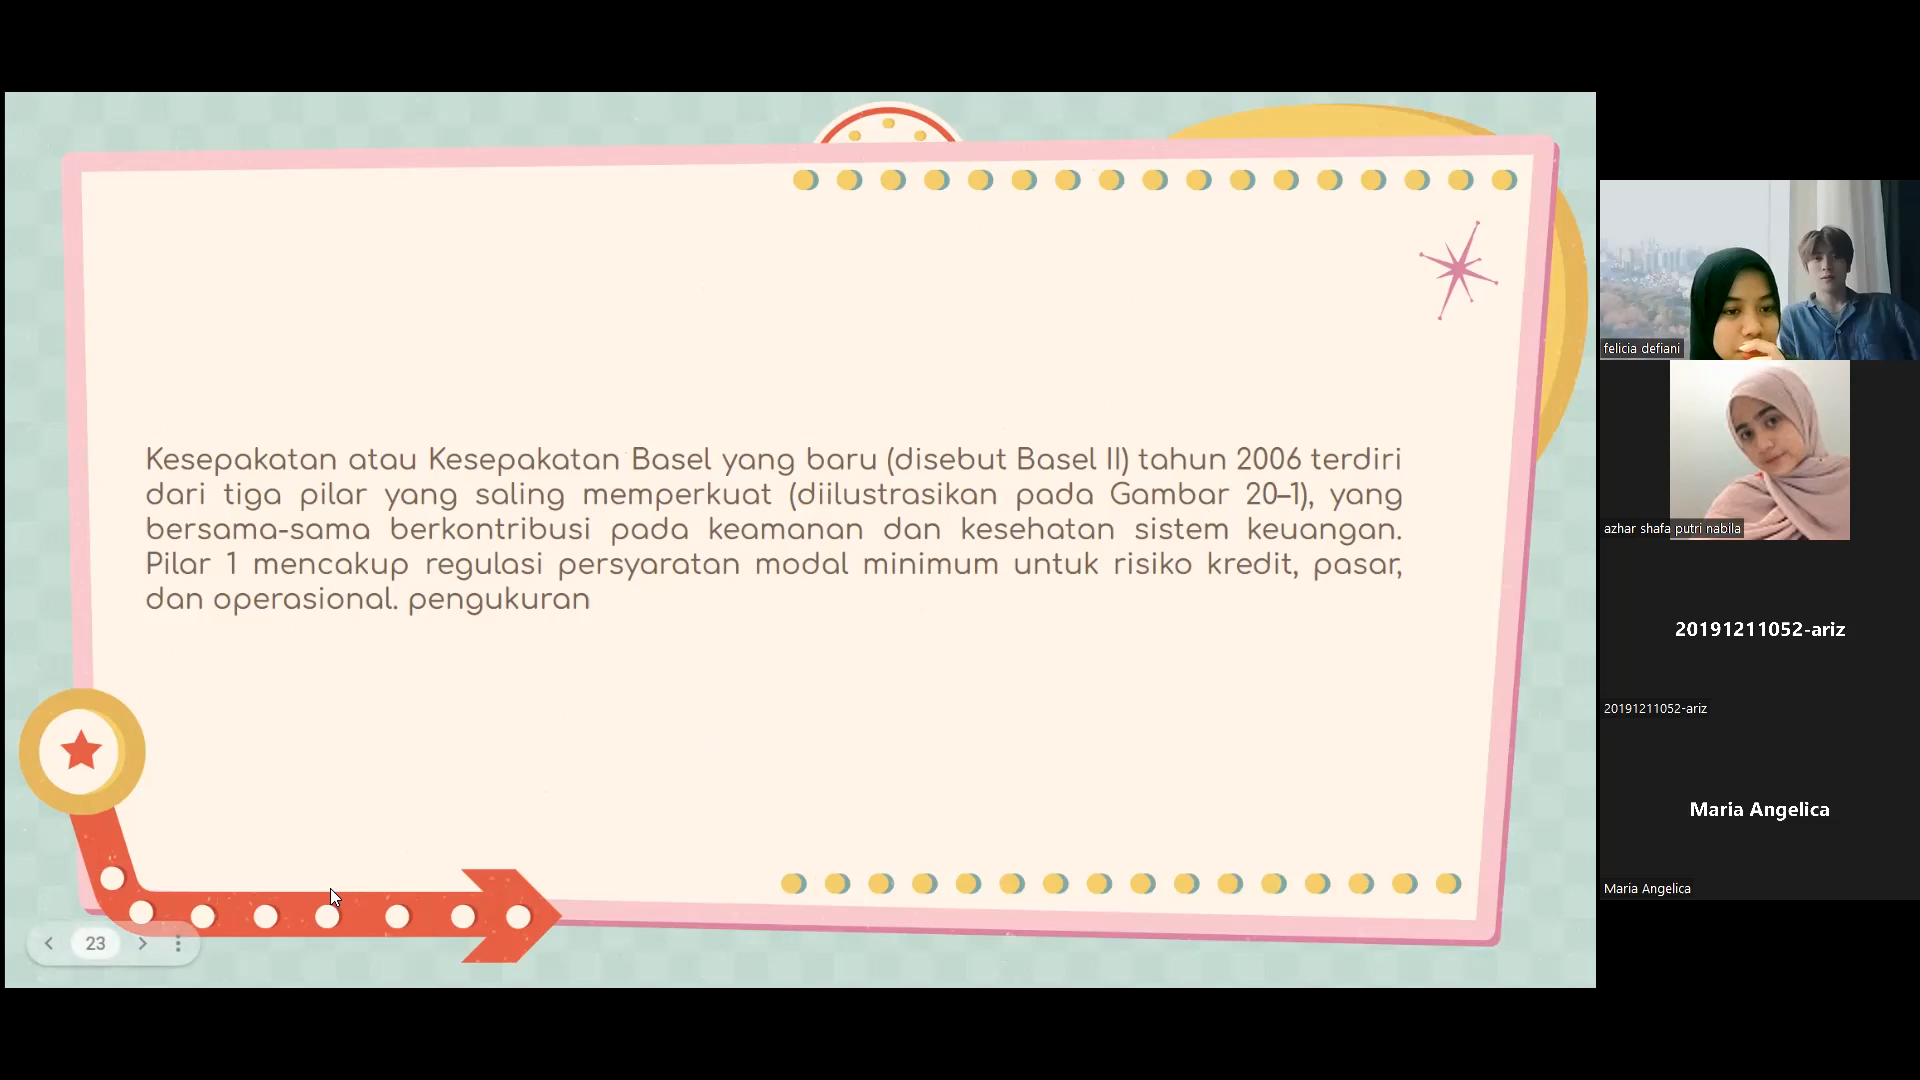 Kesepakatan atau Kesepakatan Basel yang baru (disebut Basel II) tahun 2006 terdiri
dari tiga pilar yang saling memperkuat (diilustrasikan pada Gambar 20–1), yang
bersama-sama berkontribusi pada keamanan dan kesehatan sistem keuangan.
Pilar 1 mencakup regulasi persyaratan modal minimum untuk risiko kredit, pasar,
dan operasional. pengukuran
23
felicia defiani
azhar shafa putri nabila
20191211052-ariz
20191211052-ariz
Maria Angelica
Maria Angelica